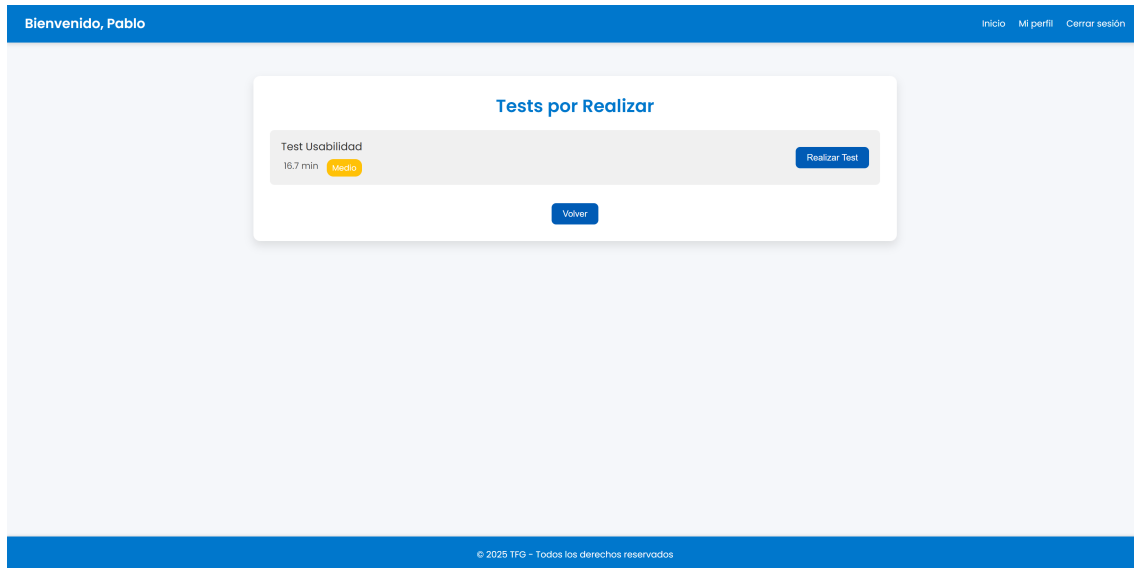 Bienvenido, Pablo
Inicio Mi perfil Cerrar sesión
Tests por Realizar
Test Usabilidad
16.7 min Medio
Realizar Test
Volver
© 2025 TFG - Todos los derechos reservados